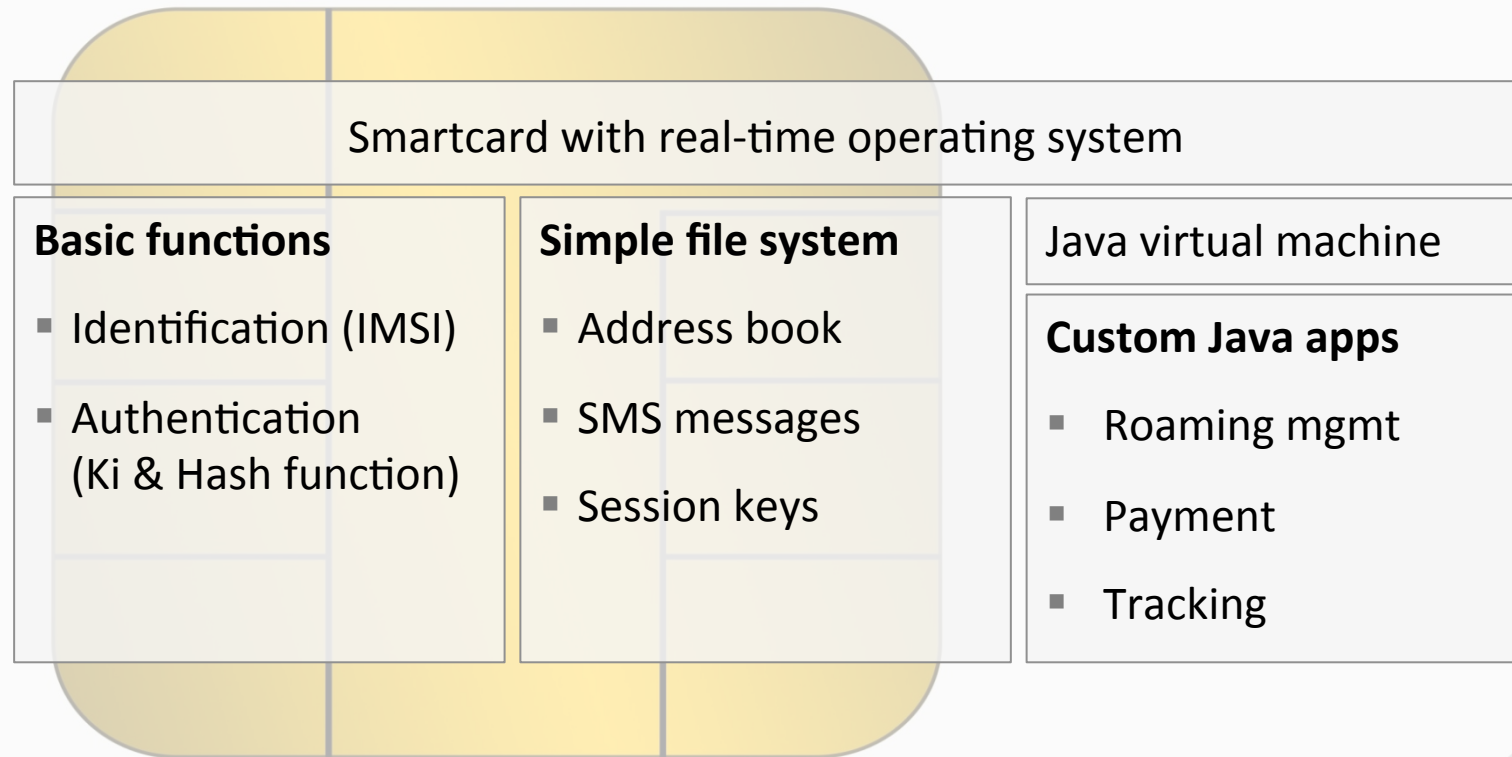 Smartcard with real-time operating system
Basic functions
▪ Identification (IMSI)
▪ Authentication
(Ki & Hash function)
Simple file system
▪ Address book
▪ SMS messages
▪ Session keys
Java virtual machine
Custom Java apps
▪ Roaming mgmt
▪ Payment
▪ Tracking